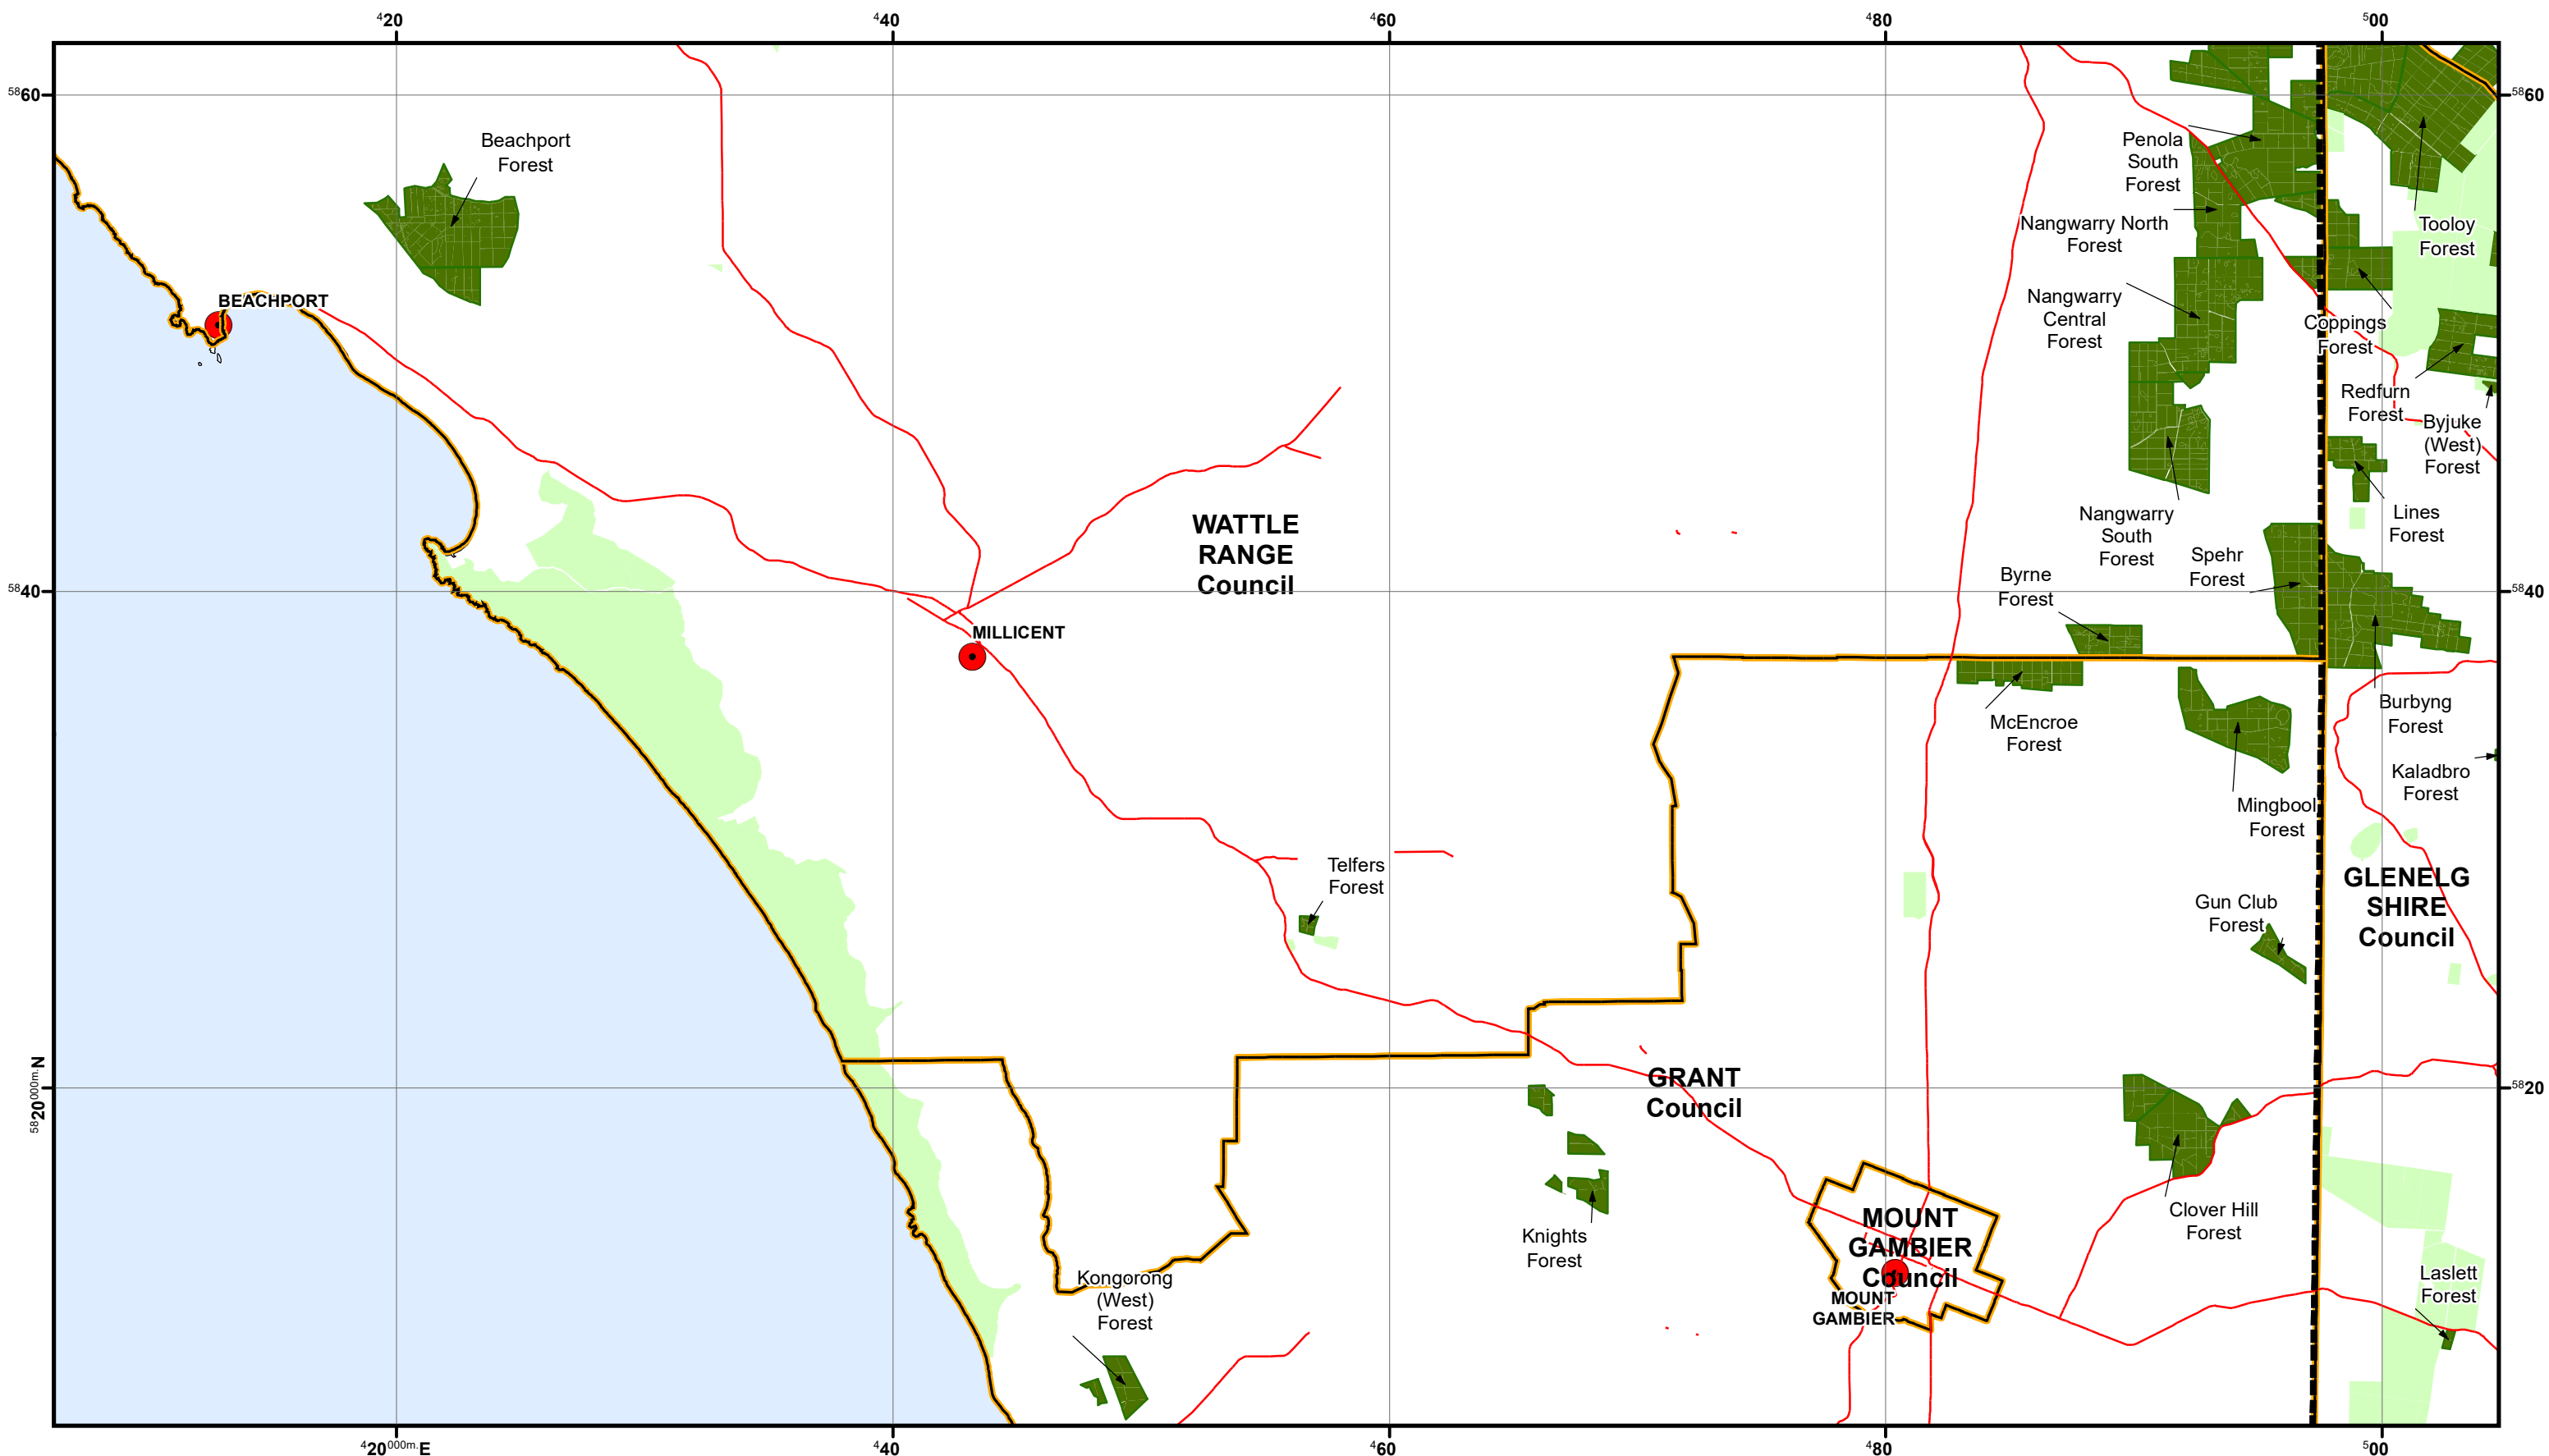 420
440
460
480
500
5860
5860
Beachport
Forest
Penola
South
Forest
Nangwarry North
Forest
Tooloy
Forest
BEACHPORT
Nangwarry
Central
Forest
Coppings
Forest
Redfurn
Forest
Byjuke
(West)
Forest
WATTLE
RANGE
Council
Nangwarry
South
Forest
Lines
Forest
Spehr
Forest
Byrne
Forest
5840
5840
MILLICENT
McEncroe
Forest
Burbyng
Forest
Kaladbro
Forest
Mingbool
Forest
Telfers
Forest
GLENELG
SHIRE
Council
Gun Club
Forest
GRANT
Council
5820000m.N
5820
Knights
Forest
MOUNT
GAMBIER
Council
MOUNT
GAMBIER
Clover Hill
Forest
Kongorong
(West)
Forest
Laslett
Forest
420000m.E
440
460
480
500